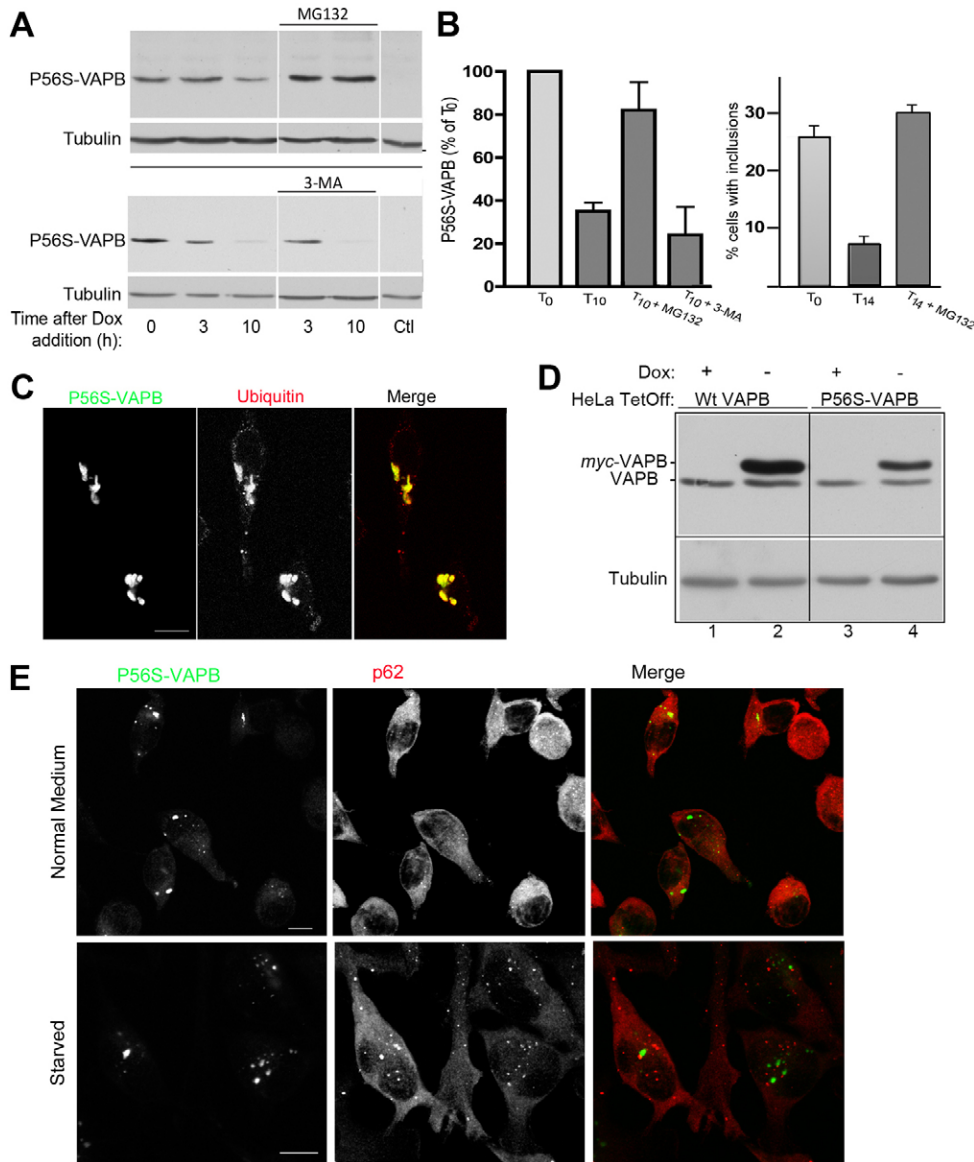 A
MG132
P56S-VAPB
Tubulin
3-MA
P56S-VAPB
Tubulin
Time after Dox addition (h):
0 3 10 3 10 Ctl
B
P56S-VAPB (% of T0)
100
80
60
40
20
0
T0 T10 T10 + MG132 T10 + 3-MA
% cells with incllusions
30
20
10
T0 T14 T14 + MG132
C
P56S-VAPB Ubiquitin Merge
D
Dox: + - + -
HeLa TetOff: Wt VAPB P56S-VAPB
myc-VAPB
VAPB
Tubulin
1 2 3 4
E
P56S-VAPB p62 Merge
Normal Medium
Starved